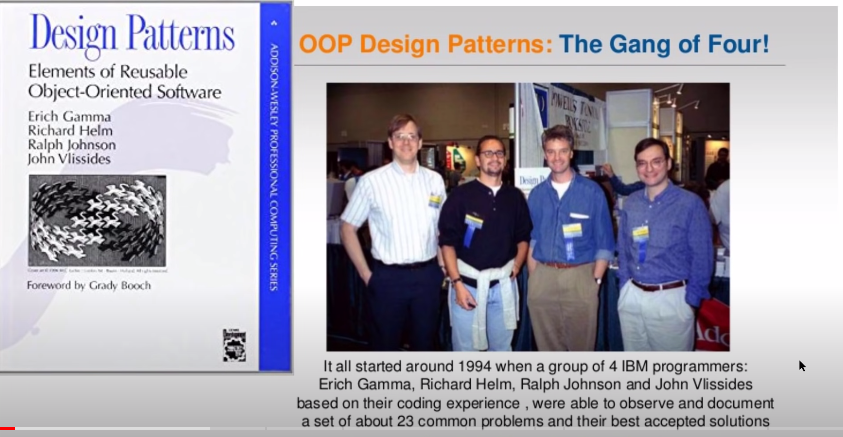 Design Patterns
Elements of Reusable
Object-Oriented Software
Erich Gamma
Richard Helm
Ralph Johnson
John Vlissides
Foreword by Grady Booch
ADDISON-WESLEY PROFESSIONAL COMPUTING SERIES
OOP Design Patterns: The Gang of Four!
Design P
It all started around 1994 when a group of 4 IBM programmers:
Erich Gamma, Richard Helm, Ralph Johnson and John Vlissides
based on their coding experience , were able to observe and document
a set of about 23 common problems and their best accepted solutions